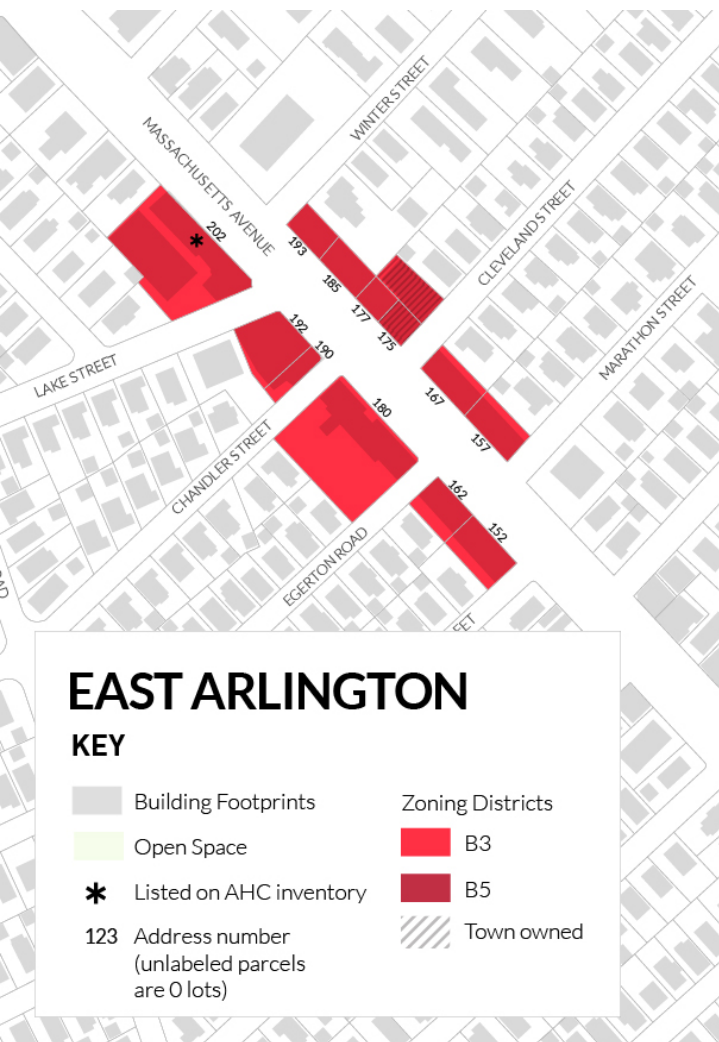 WINTER STREET
MASSACHUSETTS AVENUE
CLEVELAND STREET
202
193
185
177
175
192
190
MARATHON STREET
LAKE STREET
167
180
157
CHANDLER STREET
162
152
EGERTON ROAD
EAST ARLINGTON
KEY
Building Footprints
Open Space
Listed on AHC inventory
123 Address number
(unlabeled parcels
are 0 lots)
Zoning Districts
B3
B5
Town owned